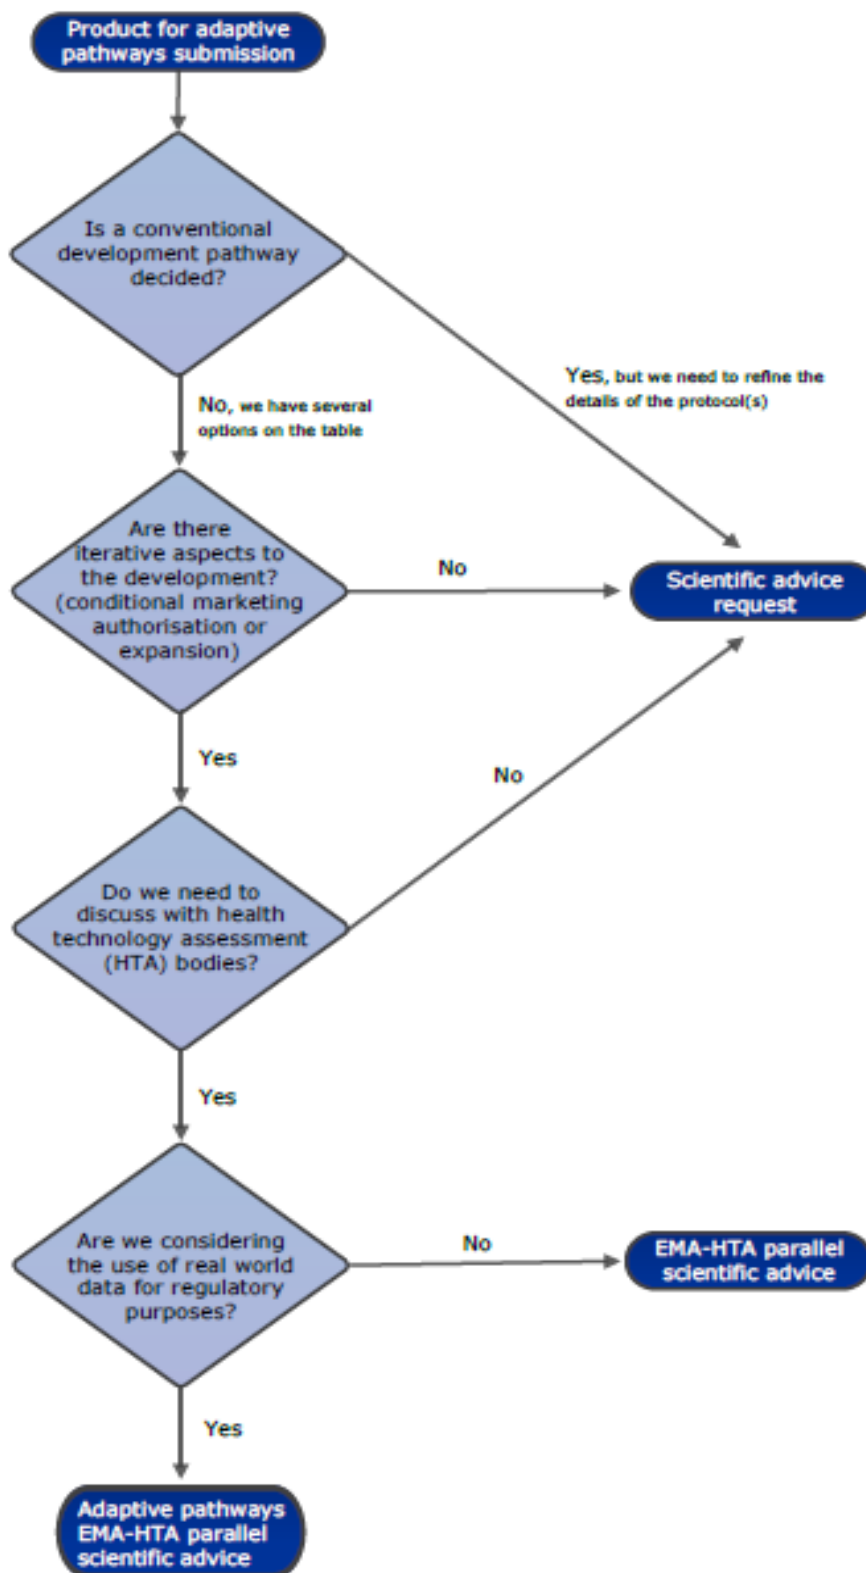 Product for adaptive
pathways submission
Is a conventional
development pathway
decided?
Yes, but we need to refine the
details of the protocol(s)
No, we have several
options on the table
Are there
iterative aspects to
the development?
(conditional marketing
authorisation or
expansion)
No
Scientific advice
request
Yes
No
Do we need to
discuss with health
technology assessment
(HTA) bodies?
Yes
Are we considering
the use of real world
data for regulatory
purposes?
No
EMA-HTA parallel
scientific advice
Yes
Adaptive pathways
EMA-HTA parallel
scientific advice